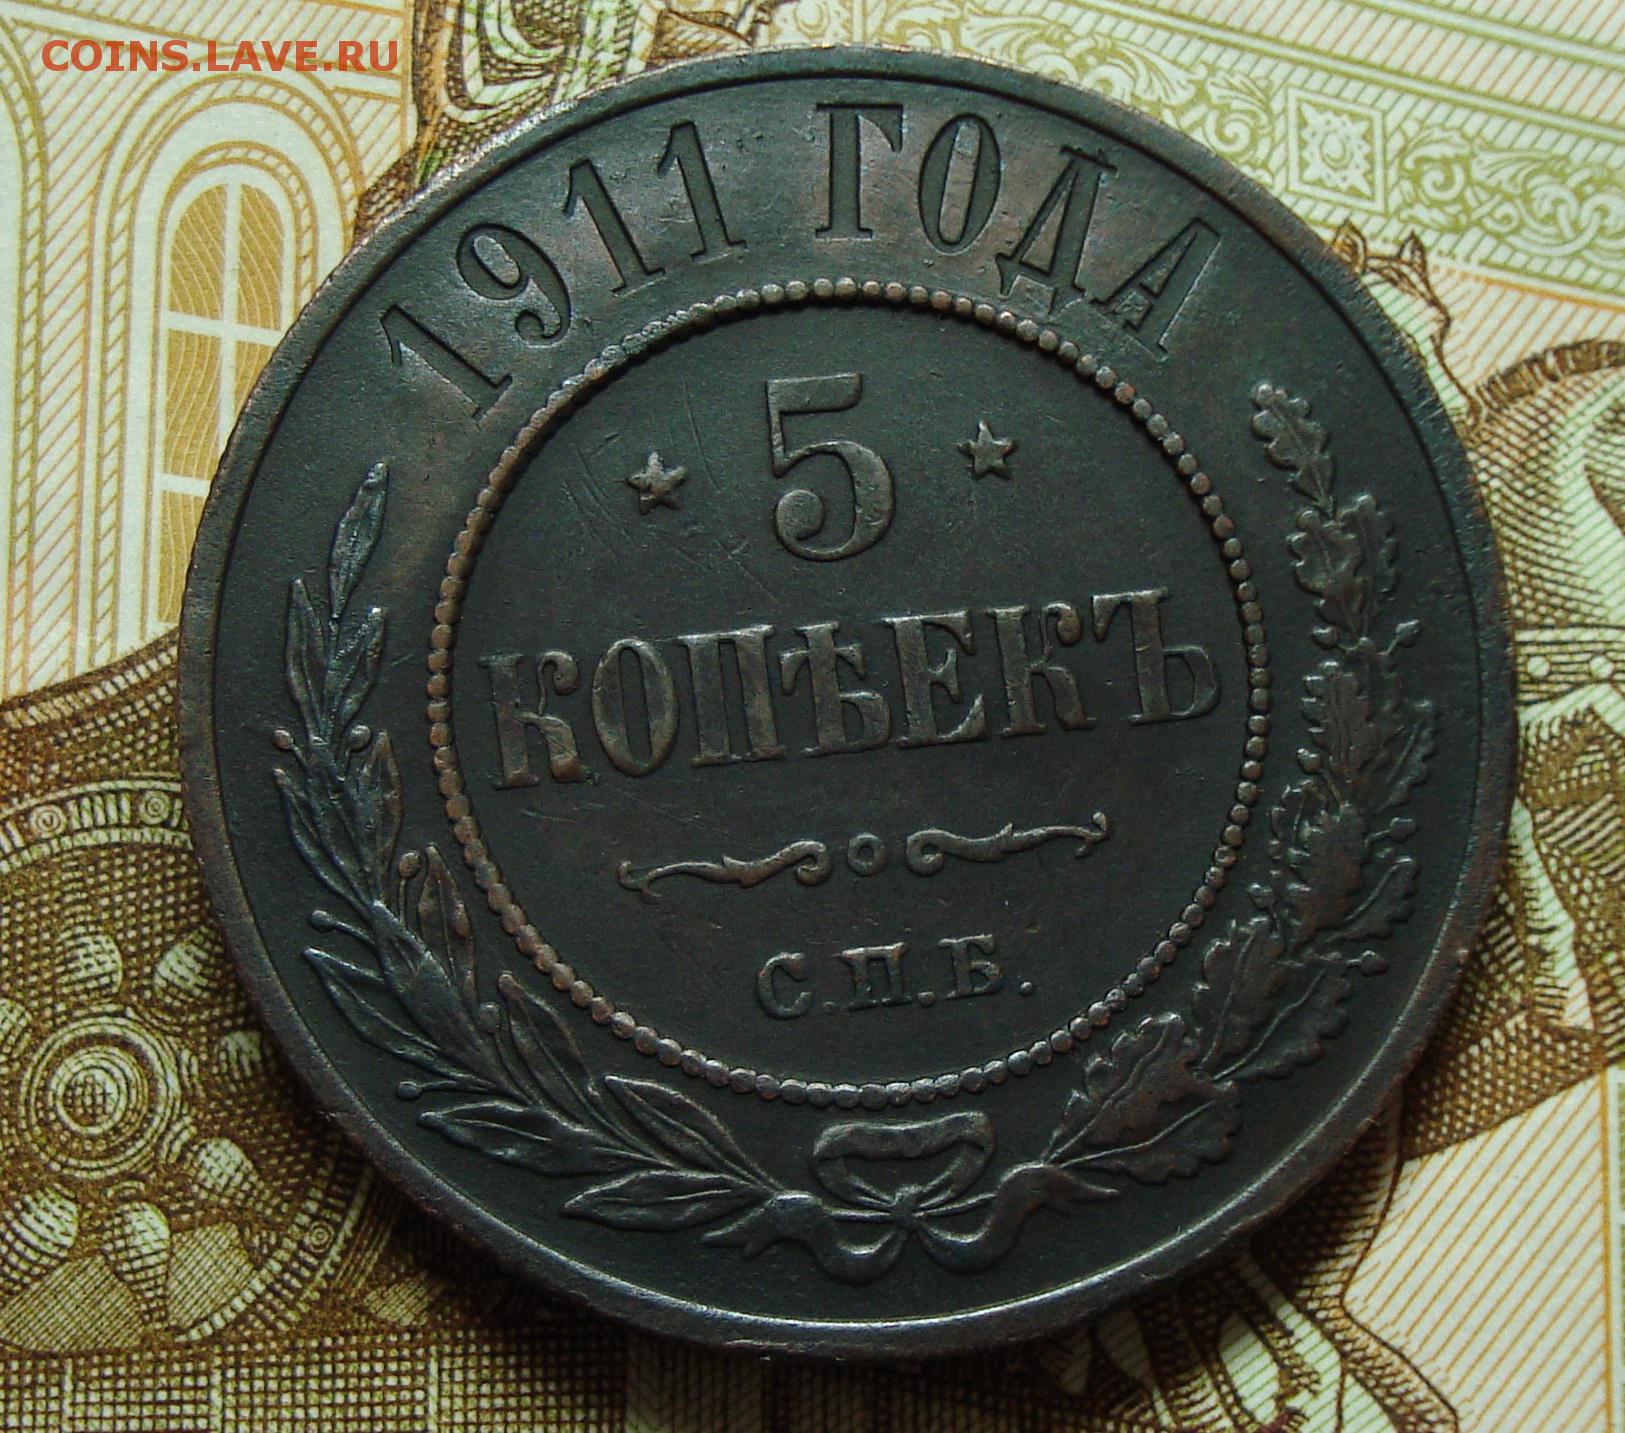 COINS.LAVE.RU
1911 ГОДА
5
КОПѢЕКЪ
С.П.Б.